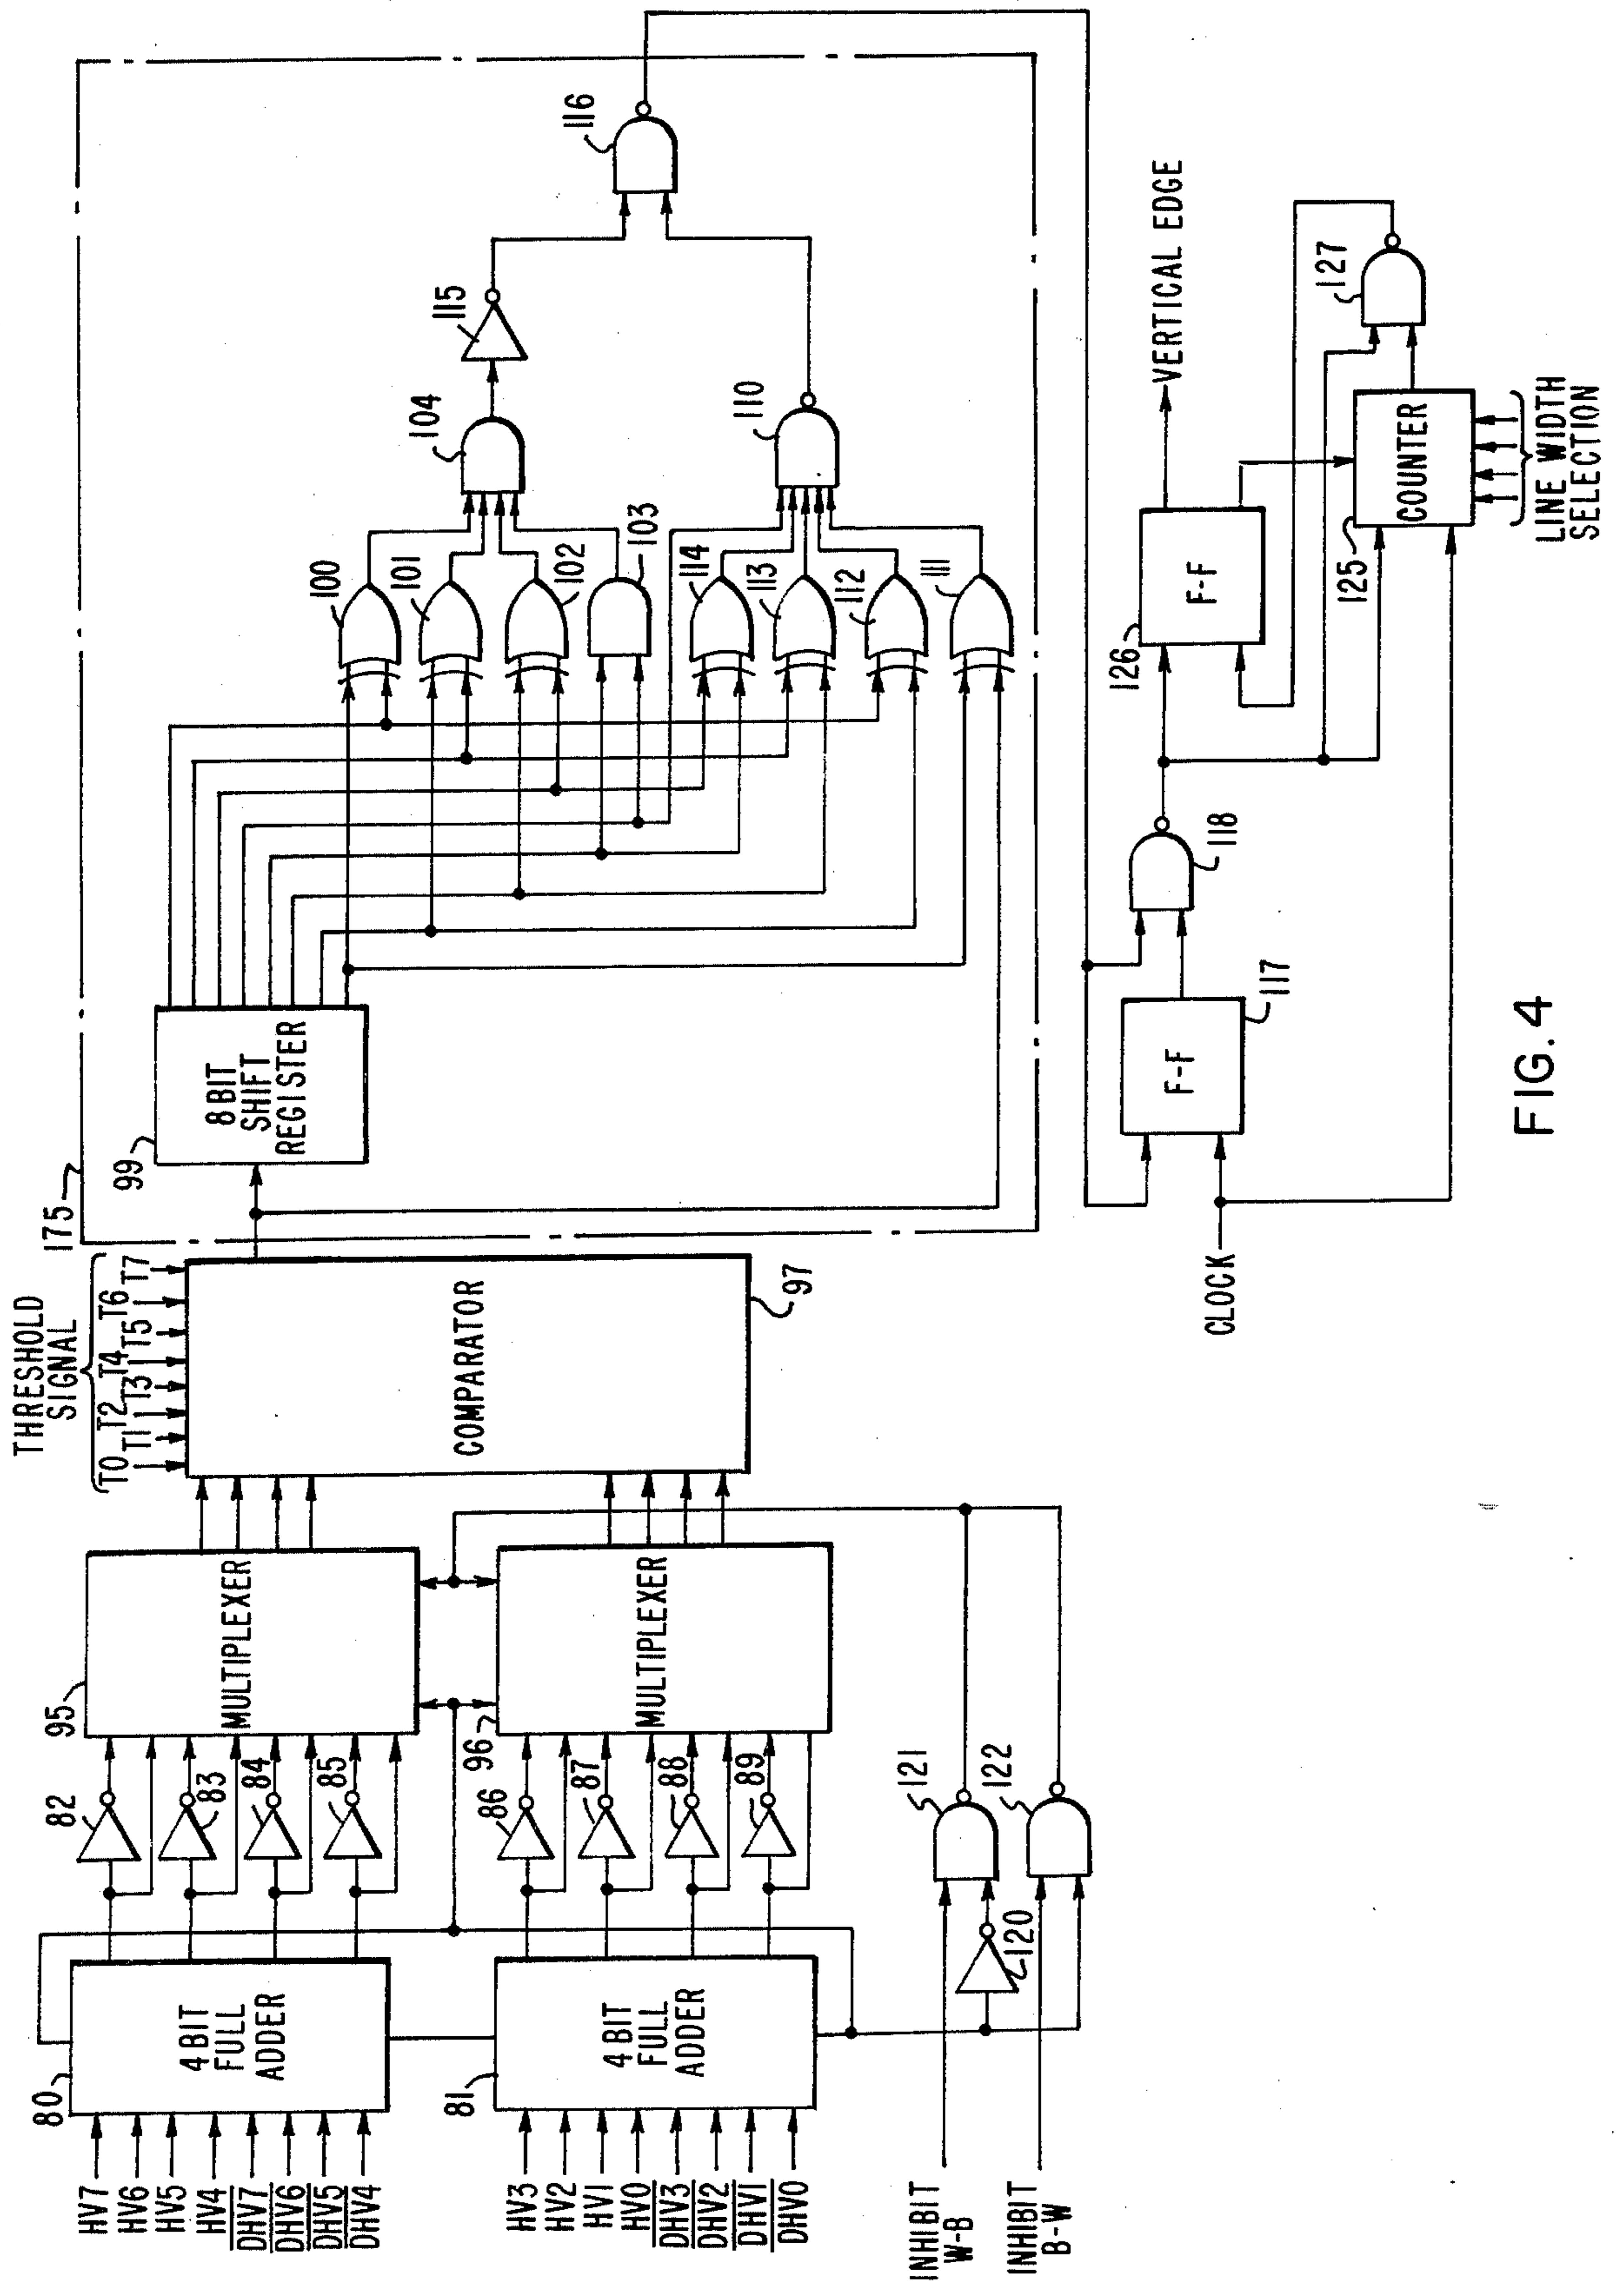 HV7
HV6
HV5
HV4
DHV7
DHV6
DHV5
DHV4
80
4 BIT
FULL
ADDER
HV3
HV2
HV1
HV0
DHV3
DHV2
DHV1
DHV0
81
4 BIT
FULL
ADDER
INHIBIT
W-B
INHIBIT
B-W
82
83
84
85
86
87
88
89
120
121
122
95
MULTIPLEXER
96
MULTIPLEXER
THRESHOLD
SIGNAL
T0
T1
T2
T3
T4
T5
T6
T7
COMPARATOR
97
175
99
8 BIT
SHIFT
REGISTER
100
101
102
103
104
114
113
112
111
110
115
116
CLOCK
F-F
117
118
126
F-F
VERTICAL EDGE
125
COUNTER
127
LINE WIDTH
SELECTION
FIG. 4